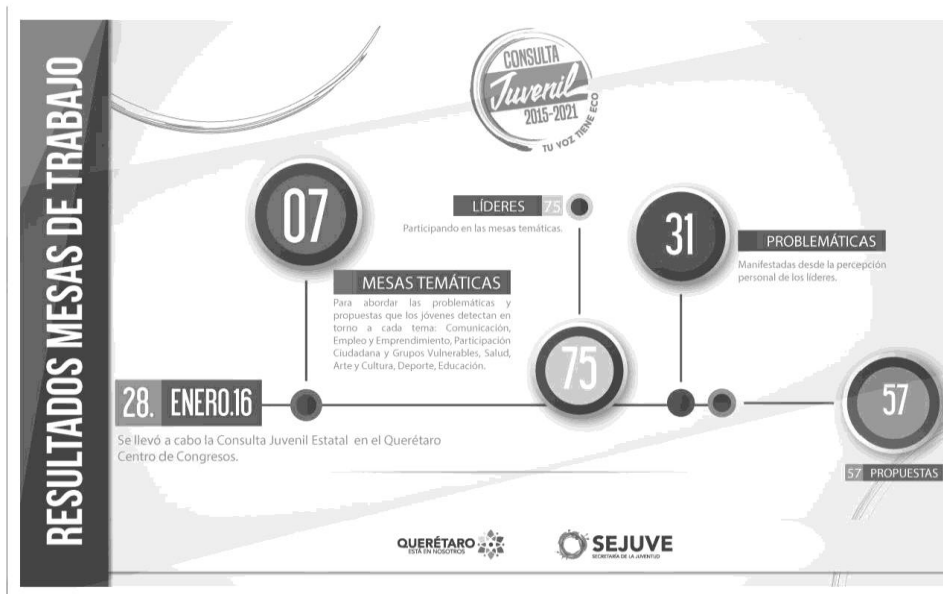 RESULTADOS MESAS DE TRABAJO
CONSULTA
Juvenil
2015-2021
TU VOZ TIENE ECO
07
MESAS TEMÁTICAS
Para abordar las problemáticas y
propuestas que los jóvenes detectan en
torno a cada tema: Comunicación,
Empleo y Emprendimiento, Participación
Ciudadana y Grupos Vulnerables, Salud,
Arte y Cultura, Deporte, Educación.
LÍDERES 75
Participando en las mesas temáticas.
75
31
PROBLEMÁTICAS
Manifestadas desde la percepción
personal de los líderes.
57
57 PROPUESTAS
28. ENERO.16
Se llevó a cabo la Consulta Juvenil Estatal en el Querétaro
Centro de Congresos.
QUERÉTARO
ESTÁ EN NOSOTROS
SEJUVE
SECRETARÍA DE LA JUVENTUD